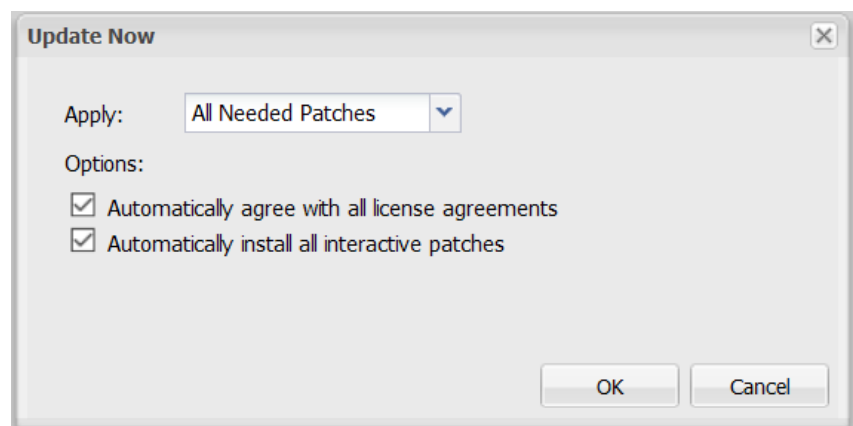 Update Now
Apply: All Needed Patches
Options:
Automatically agree with all license agreements
Automatically install all interactive patches
OK Cancel